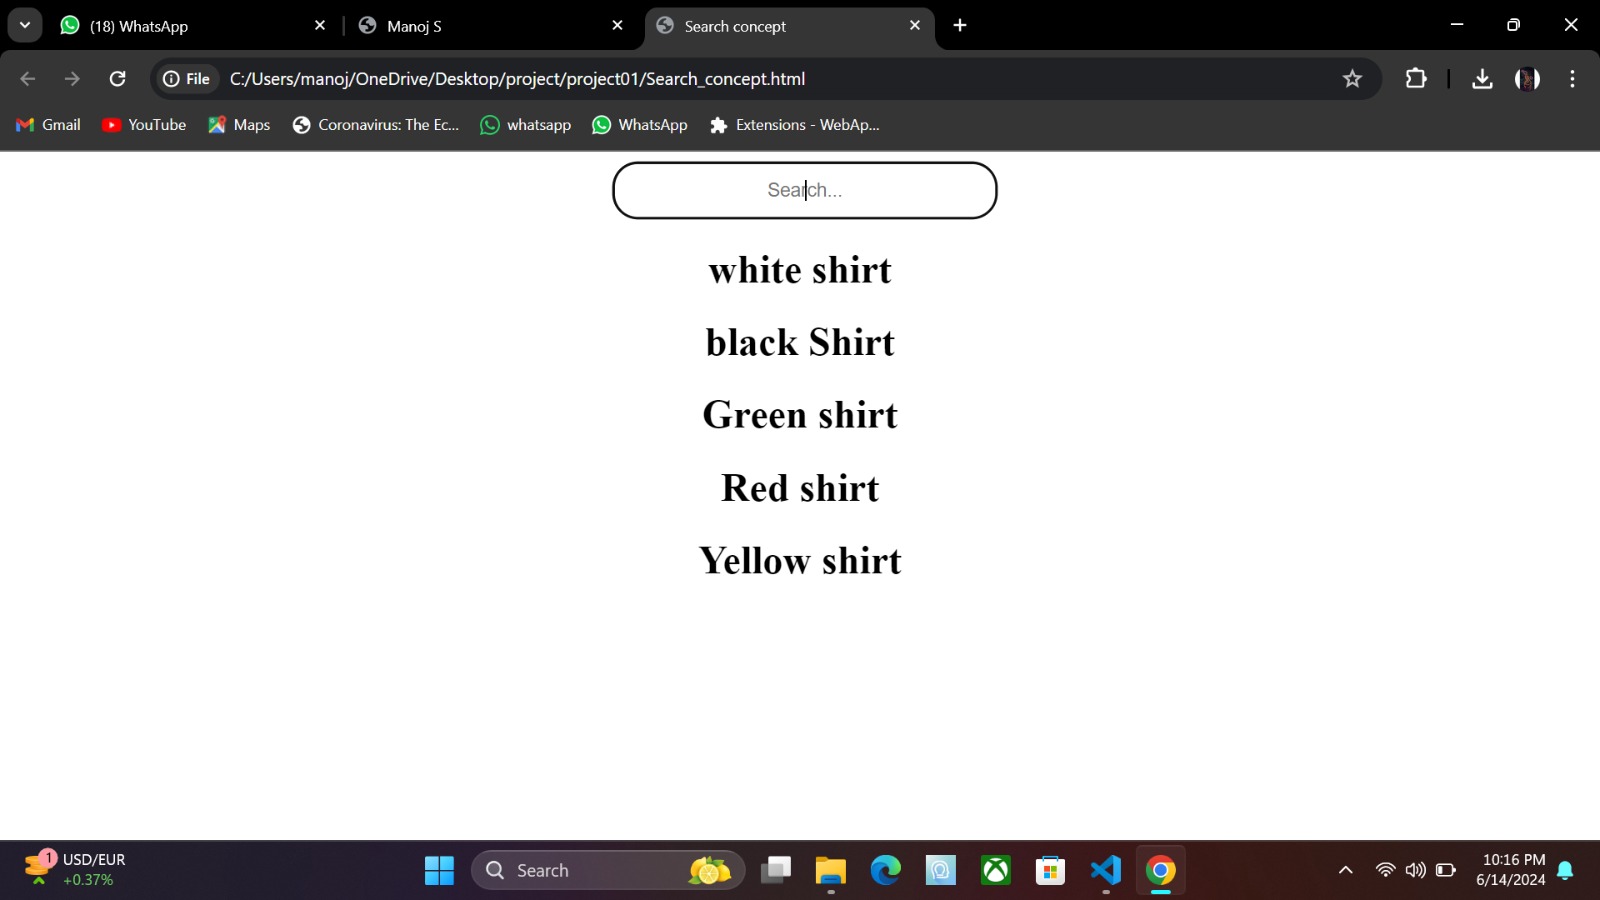 (18) WhatsApp
Manoj S
Search concept
File
C:/Users/manoj/OneDrive/Desktop/project/project01/Search_concept.html
Gmail
YouTube
Maps
Coronavirus: The Ec...
whatsapp
WhatsApp
Extensions - WebAp...
Search...
white shirt
black Shirt
Green shirt
Red shirt
Yellow shirt
1
USD/EUR
+0.37%
Search
10:16 PM
6/14/2024